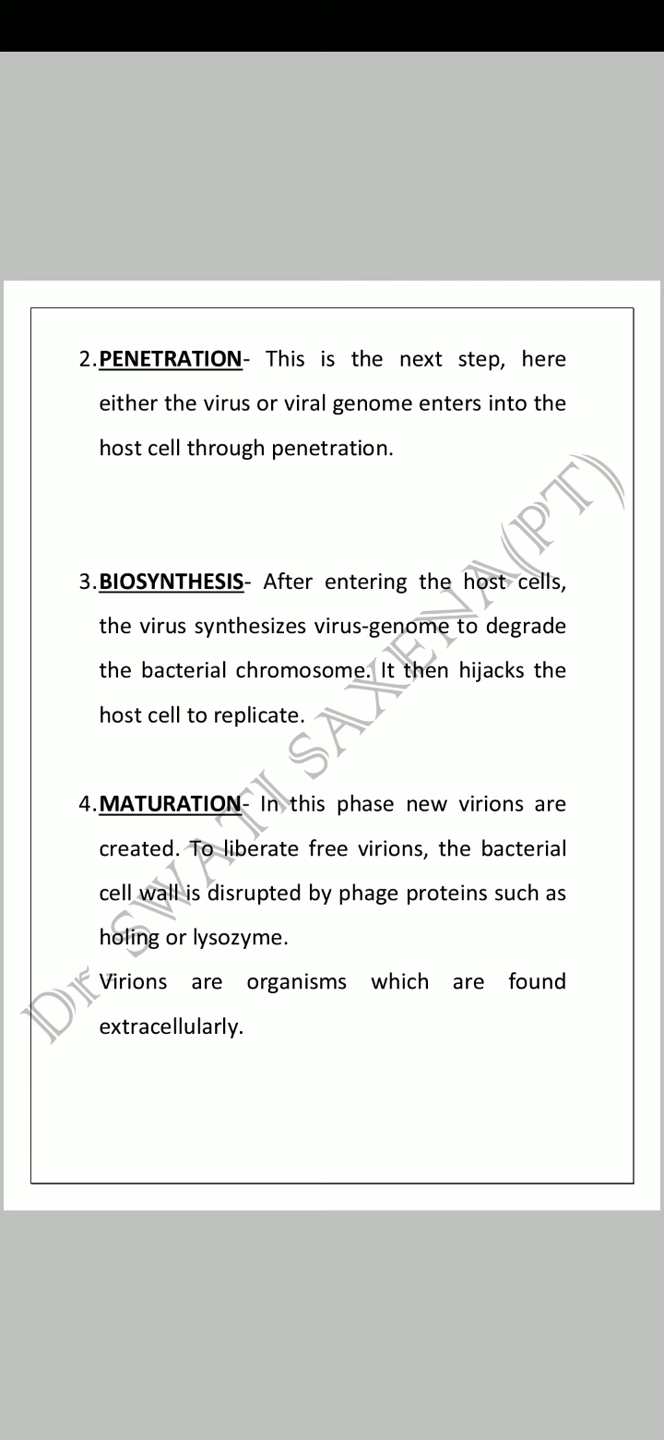 2.PENETRATION- This is the next step, here
either the virus or viral genome enters into the
host cell through penetration.
3.BIOSYNTHESIS- After entering the host cells,
the virus synthesizes virus-genome to degrade
the bacterial chromosome. It then hijacks the
host cell to replicate.
4.MATURATION- In this phase new virions are
created. To liberate free virions, the bacterial
cell wall is disrupted by phage proteins such as
holing or lysozyme.
Virions are organisms which are found
extracellularly.
Dr SWATI SAXENA(PT)